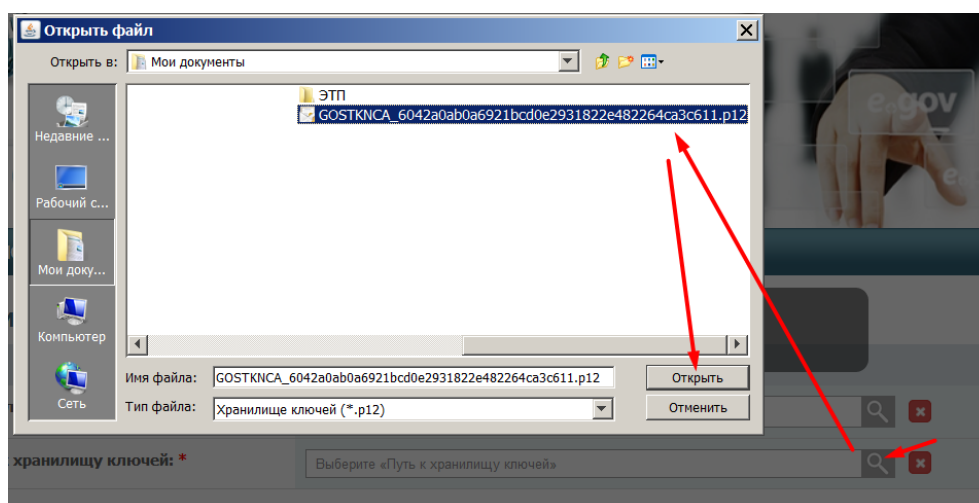 Открыть файл
Открыть в:
Мои документы
Недавние ...
Рабочий с...
Мои доку...
Компьютер
Сеть
ЭТП
GOSTKNCA_6042a0ab0a6921bcd0e2931822e482264ca3c611.p12
Имя файла: GOSTKNCA_6042a0ab0a6921bcd0e2931822e482264ca3c611.p12 Открыть
Тип файла: Хранилище ключей (*.p12) Отменить
хранилищу ключей: *
Выберите «Путь к хранилищу ключей»
e.gov
e.